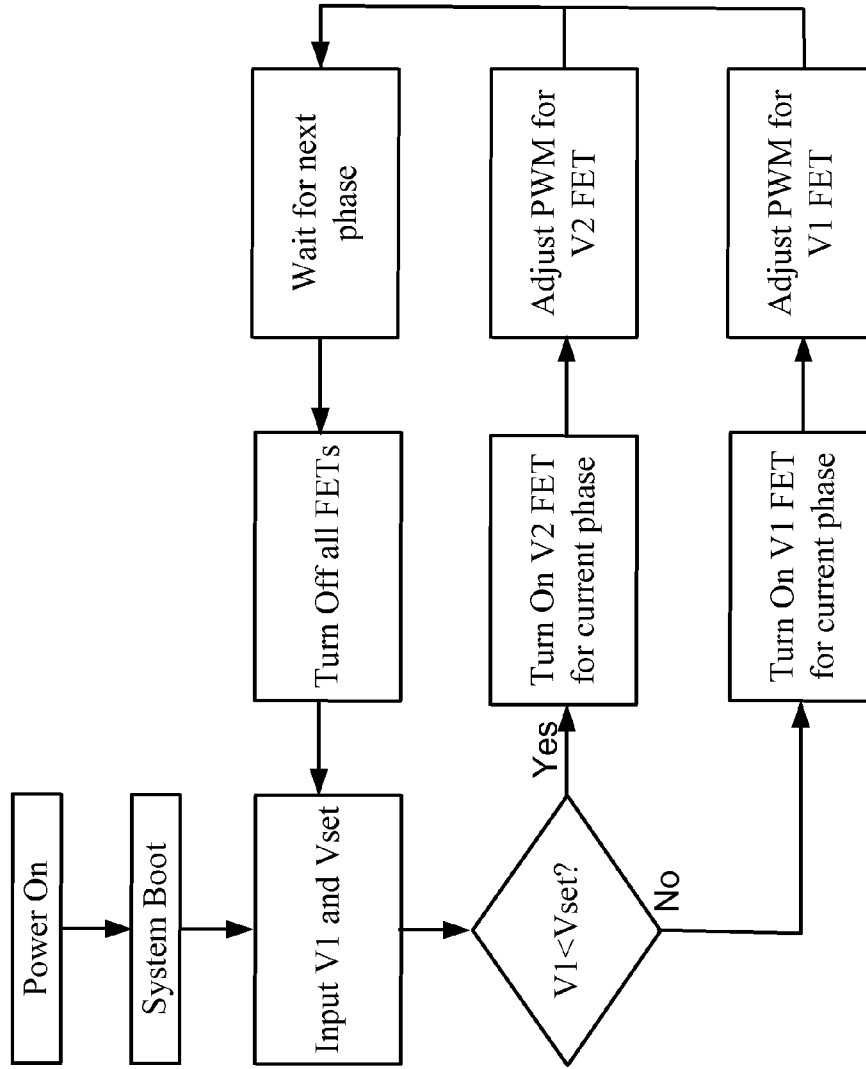 Power On
System Boot
Input V1 and Vset
Turn Off all FETs
Wait for next
phase
V1<Vset?
Yes
No
Turn On V2 FET
for current phase
Adjust PWM for
V2 FET
Turn On V1 FET
for current phase
Adjust PWM for
V1 FET